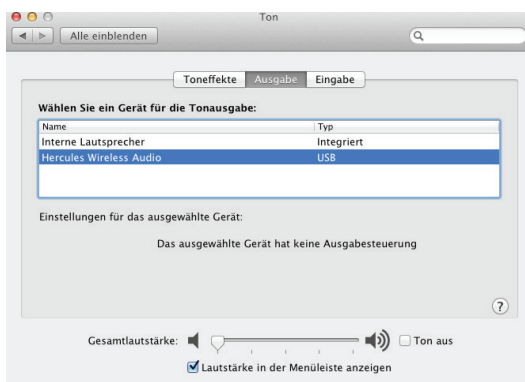 Ton
Alle einblenden
Toneffekte Ausgabe Eingabe
Wählen Sie ein Gerät für die Tonausgabe:
Name Typ
Interne Lautsprecher Integriert
Hercules Wireless Audio USB
Einstellungen für das ausgewählte Gerät:
Das ausgewählte Gerät hat keine Ausgabesteuerung
?
Gesamtlautstärke: Ton aus
Lautstärke in der Menüleiste anzeigen